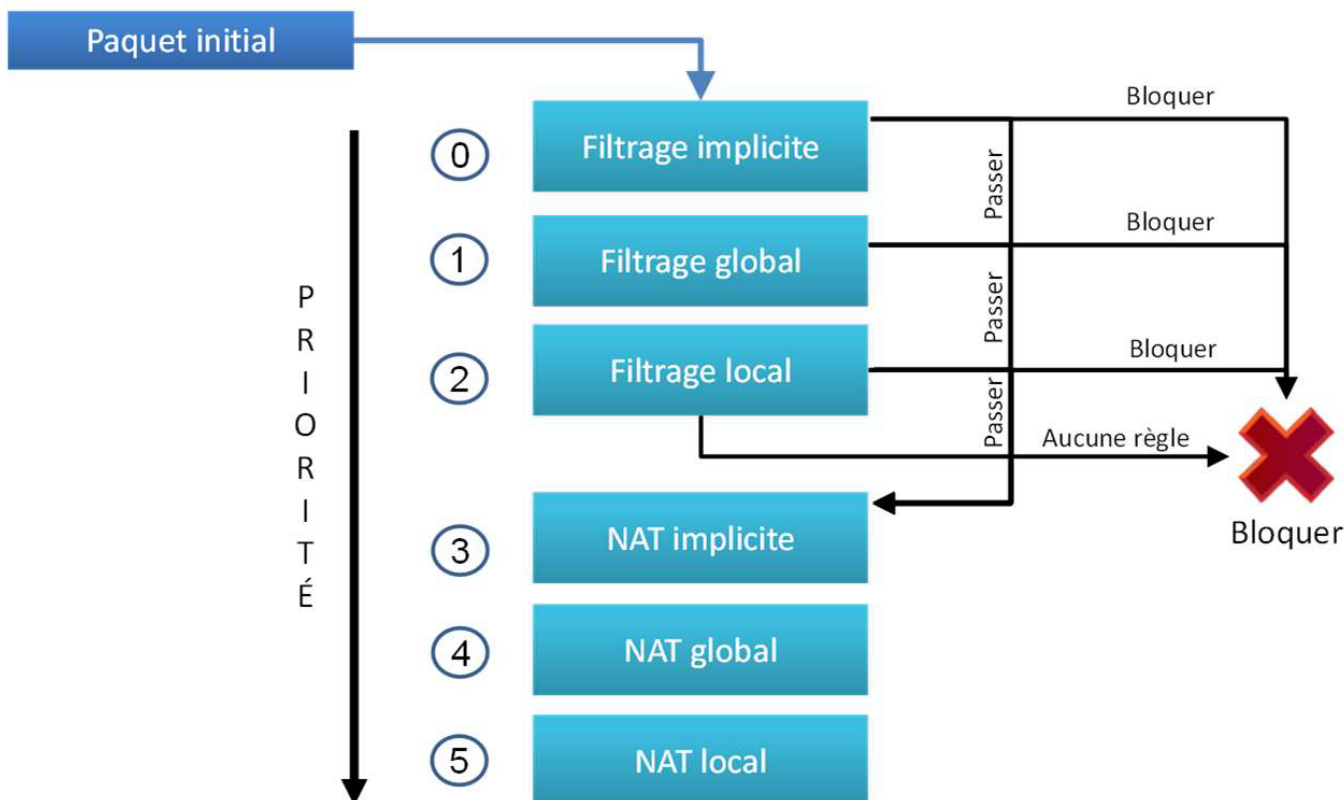 Paquet initial
0
Filtrage implicite
Bloquer
Passer
1
Filtrage global
Bloquer
Passer
2
Filtrage local
Bloquer
Passer
Aucune règle
Bloquer
PRIORITÉ
3
NAT implicite
4
NAT global
5
NAT local